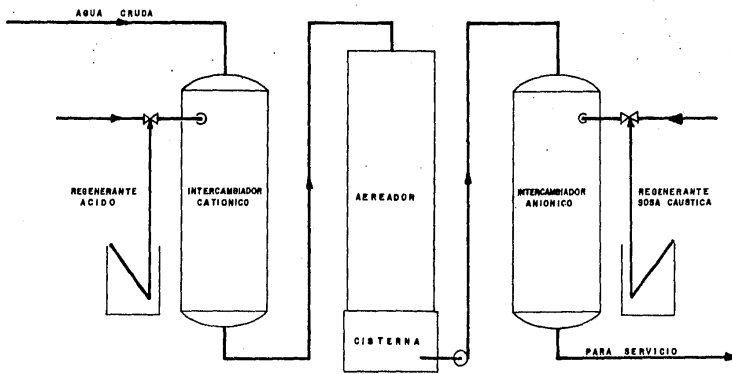 AGUA CRUDA
REGENERANTE
ACIDO
INTERCAMBIADOR
CATIONICO
AEREADOR
INTERCAMBIADOR
ANIONICO
REGENERANTE
SOSA CAUSTICA
CISTERNA
PARA SERVICIO